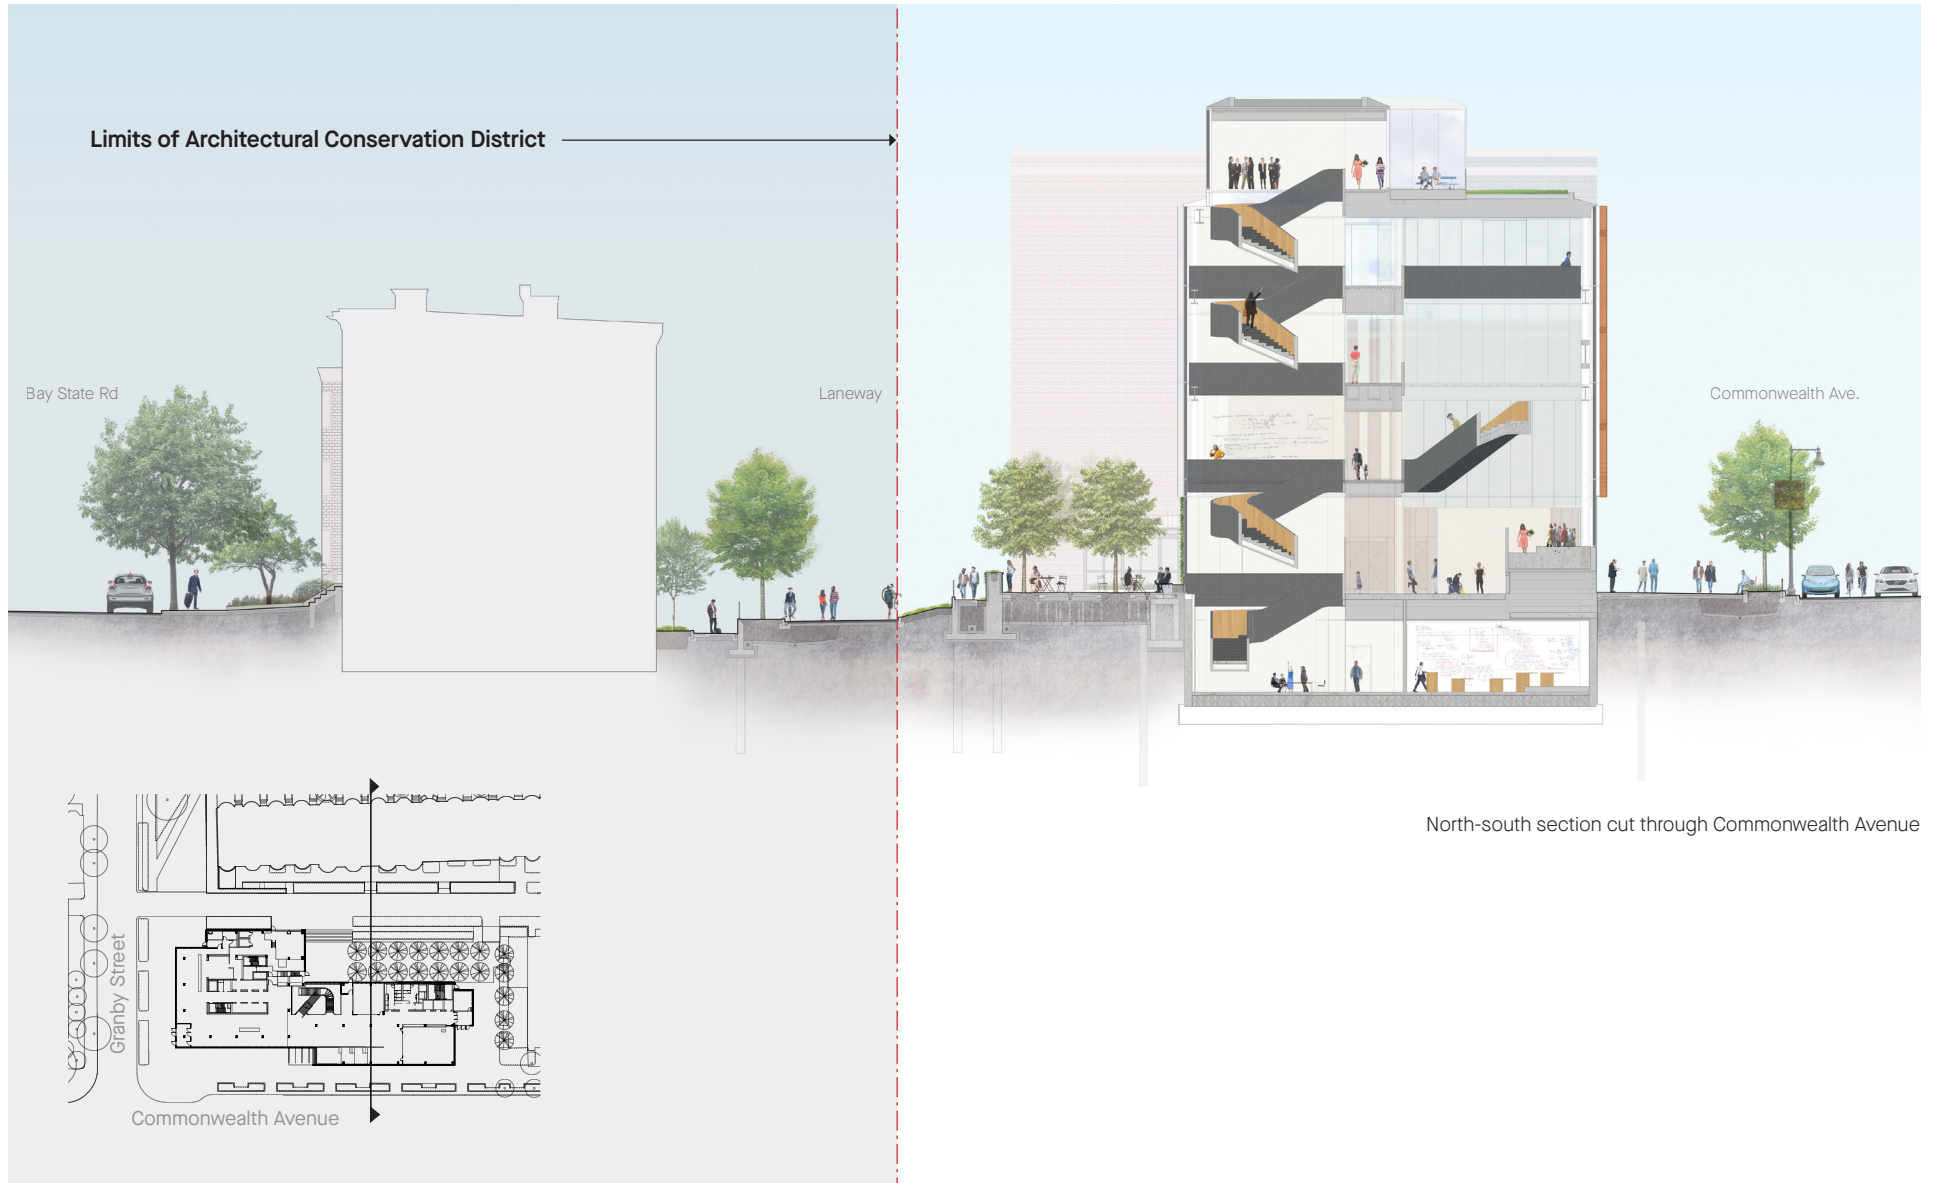 Limits of Architectural Conservation District
Bay State Rd
Laneway
Commonwealth Ave.
North-south section cut through Commonwealth Avenue
Granby Street
Commonwealth Avenue